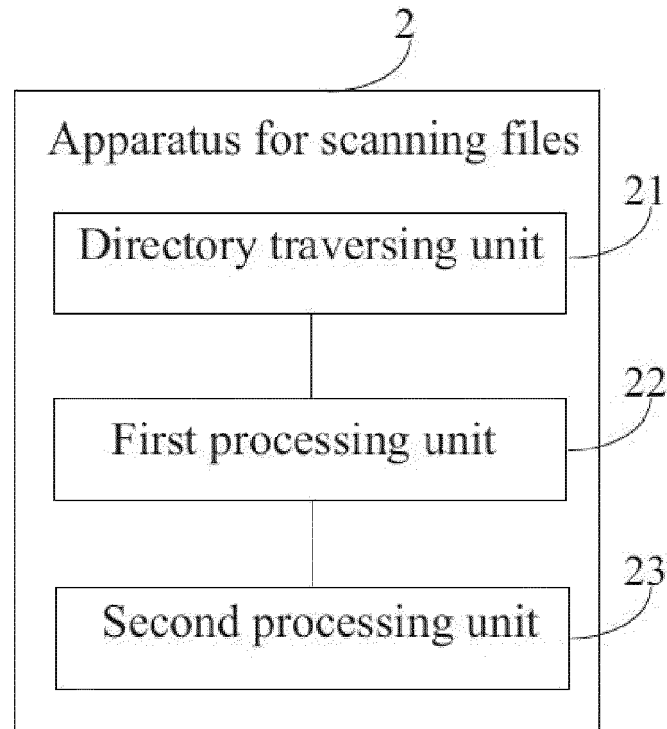 2
Apparatus for scanning files
21
Directory traversing unit
22
First processing unit
23
Second processing unit